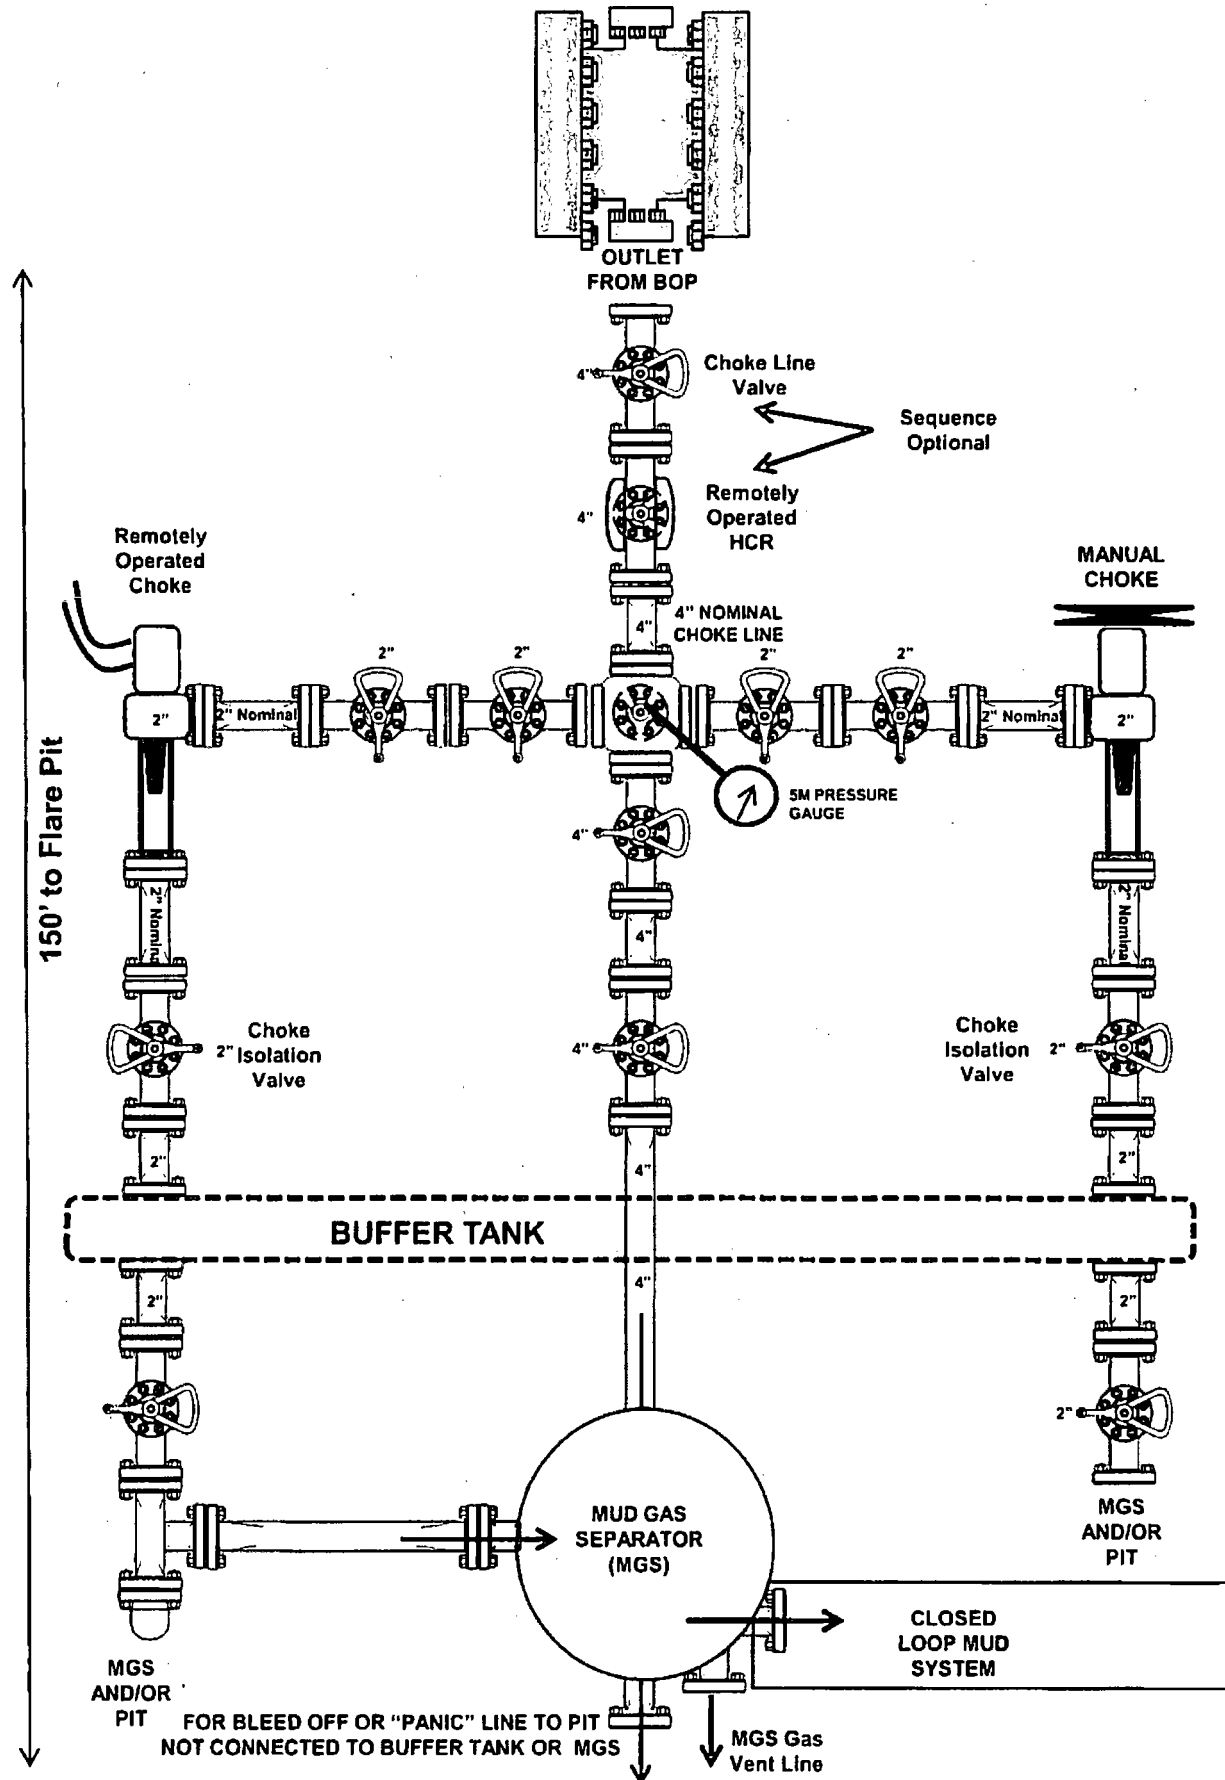 OUTLET
FROM BOP
4"
Choke Line
Valve
Sequence
Optional
4"
Remotely
Operated
HCR
Remotely
Operated
Choke
MANUAL
CHOKE
4"
4" NOMINAL
CHOKE LINE
2"
2"
2"
2"
2"
2" Nominal
2" Nominal
2"
5M PRESSURE
GAUGE
150' to Flare Pit
4"
2" Nominal
4"
2" Nominal
2"
Choke
Isolation
Valve
4"
Choke
Isolation
Valve
2"
2"
4"
2"
BUFFER TANK
4"
2"
2"
2"
MUD GAS
SEPARATOR
(MGS)
MGS
AND/OR
PIT
CLOSED
LOOP MUD
SYSTEM
MGS
AND/OR
PIT
FOR BLEED OFF OR "PANIC" LINE TO PIT
NOT CONNECTED TO BUFFER TANK OR MGS
MGS Gas
Vent Line